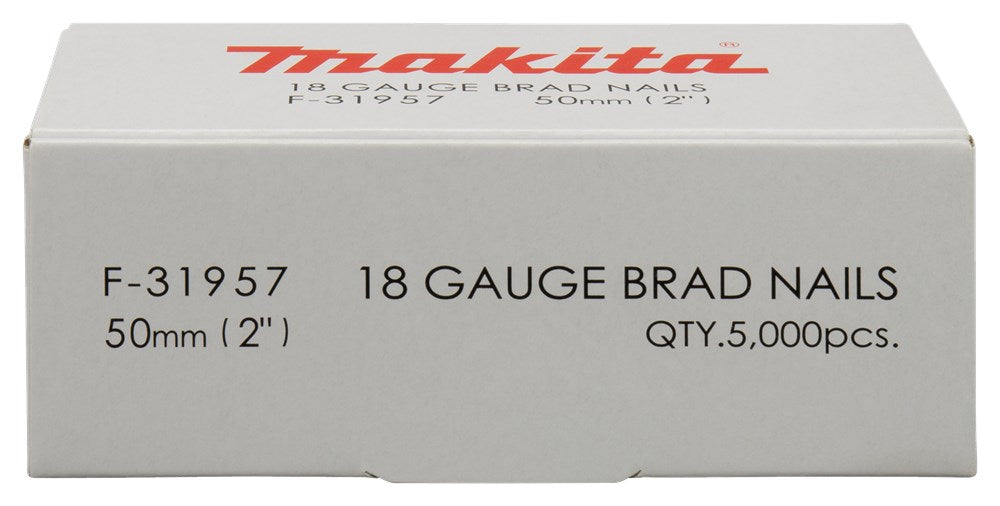 makita®
18 GAUGE BRAD NAILS
F-31957 50mm (2")
F-31957 18 GAUGE BRAD NAILS
50mm (2") QTY.5,000pcs.